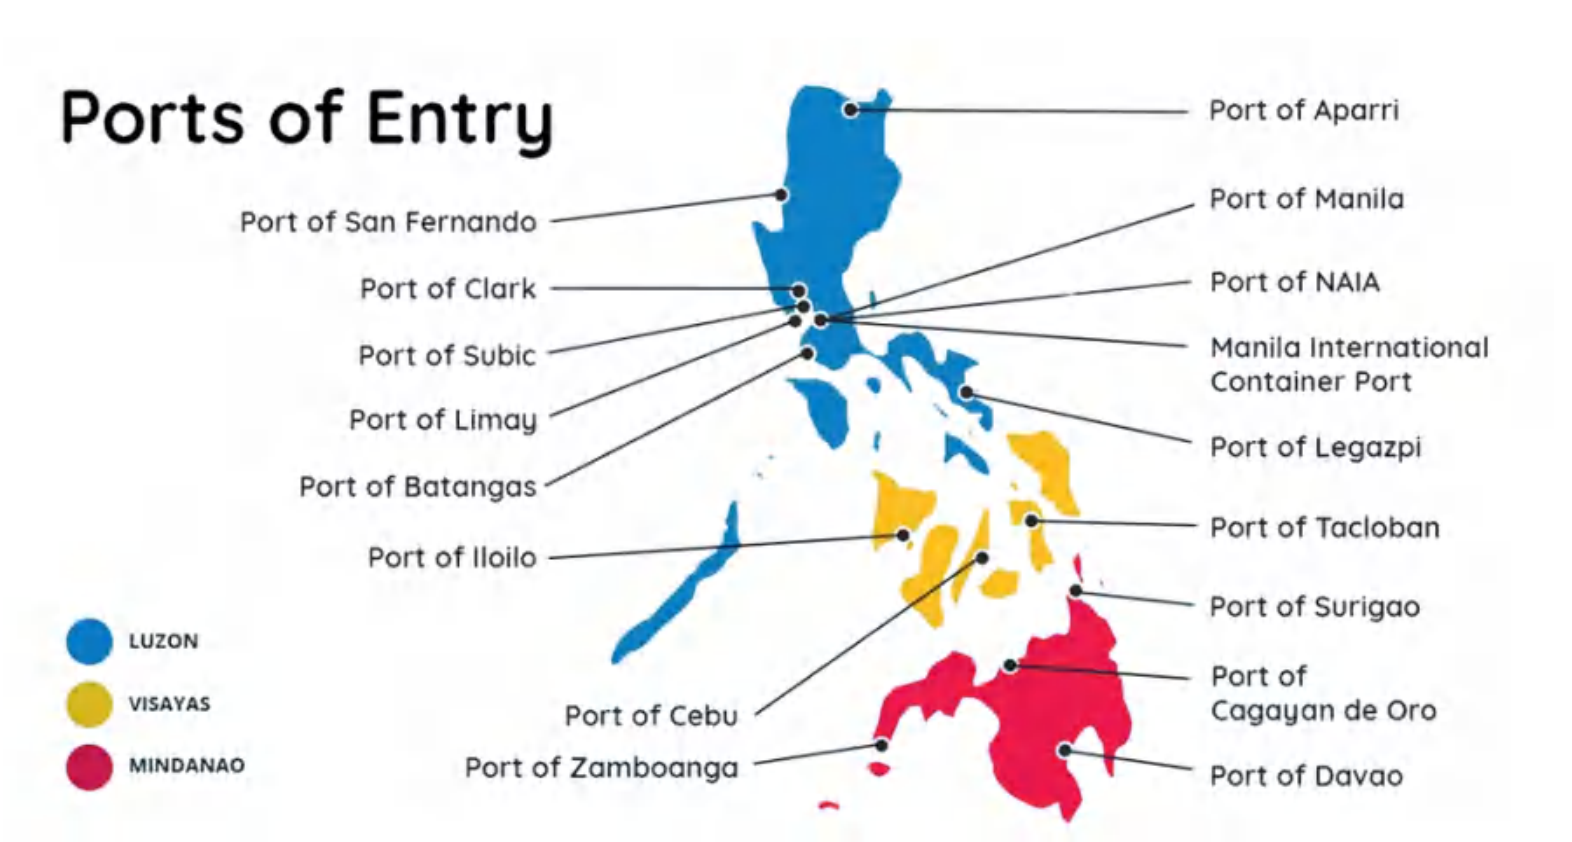 Ports of Entry
Port of San Fernando
Port of Clark
Port of Subic
Port of Limay
Port of Batangas
Port of Iloilo
Port of Cebu
Port of Zamboanga
Port of Aparri
Port of Manila
Port of NAIA
Manila International
Container Port
Port of Legazpi
Port of Tacloban
Port of Surigao
Port of
Cagayan de Oro
Port of Davao
LUZON
VISAYAS
MINDANAO